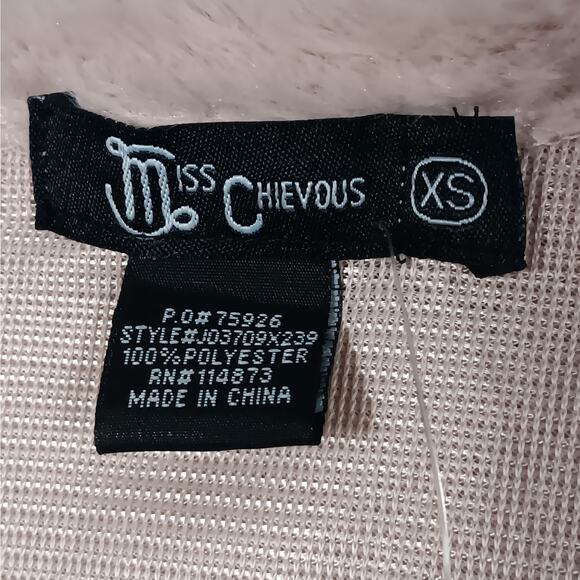 Miss Chievous XS
P.O# 75926
STYLE#J03709X239
100% POLYESTER
RN# 114873
MADE IN CHINA